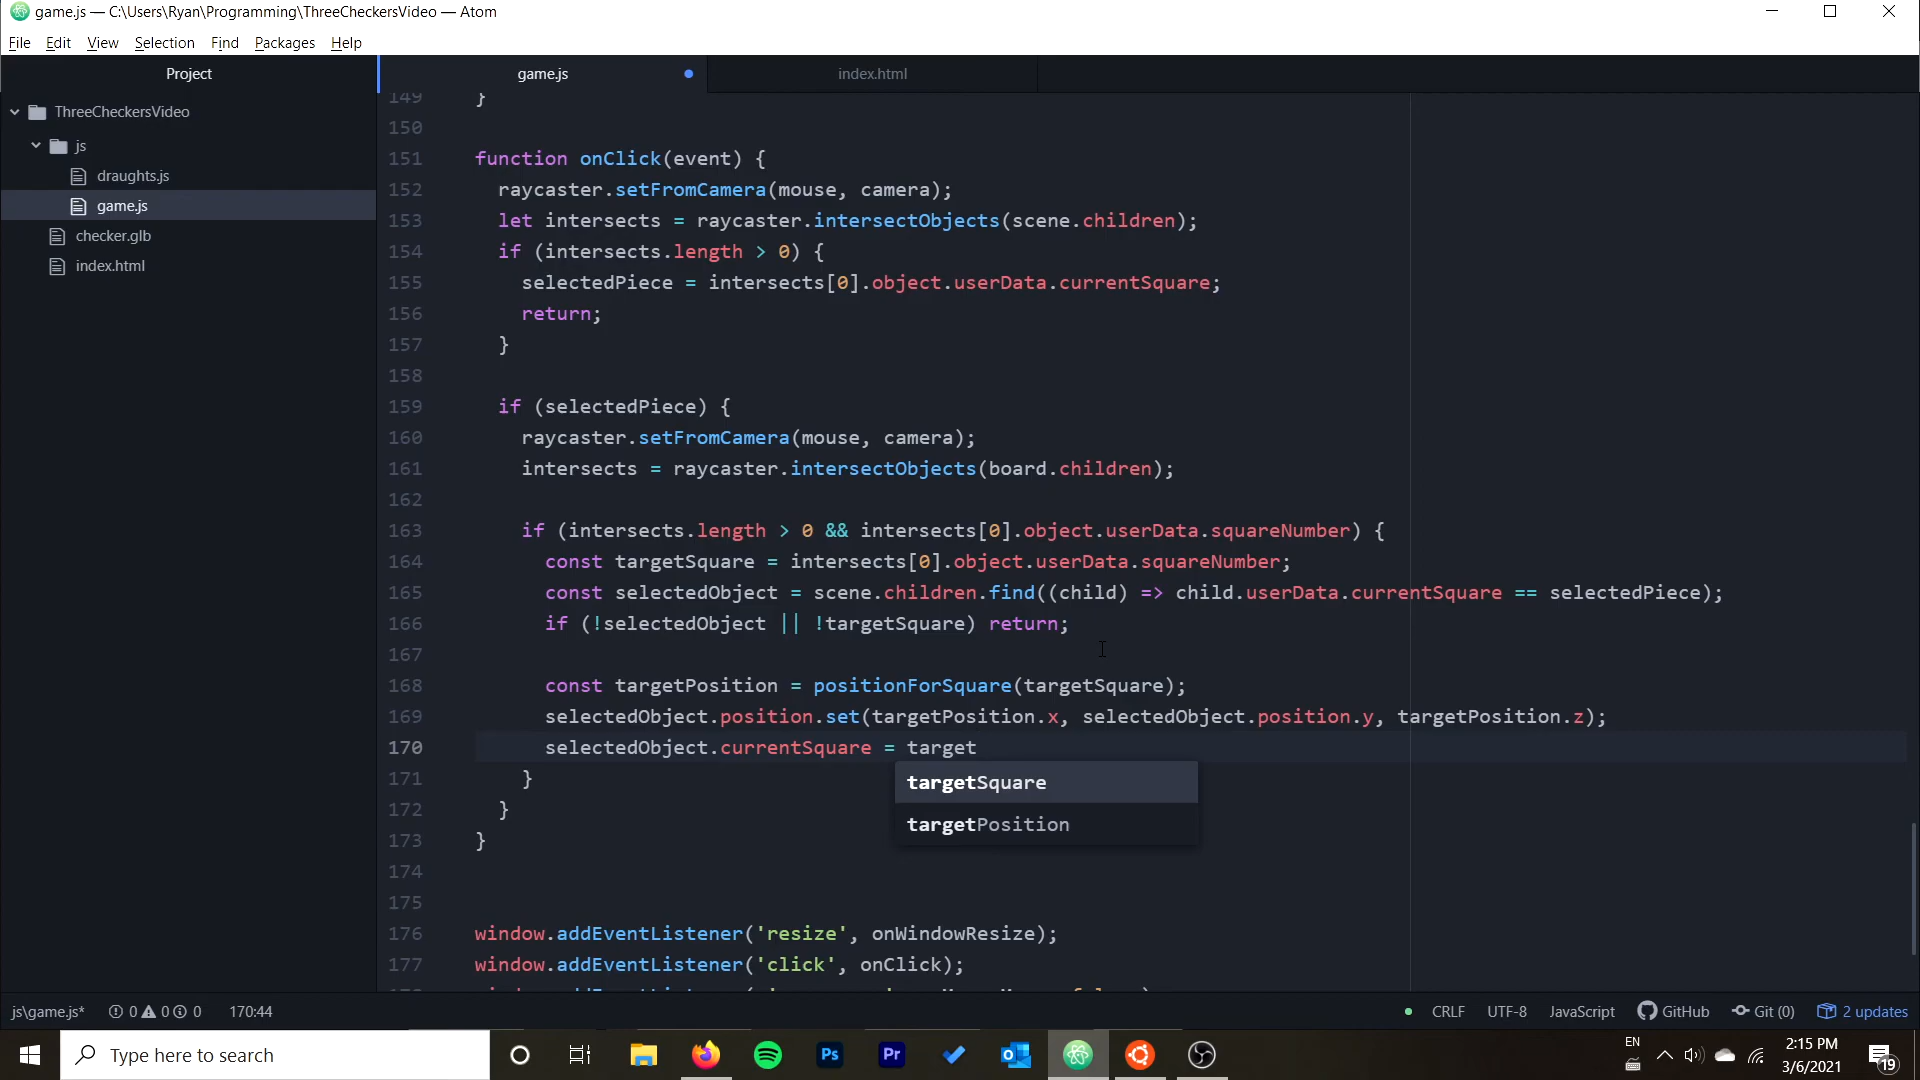 game.js — C:\Users\Ryan\Programming\ThreeCheckersVideo — Atom
File Edit View Selection Find Packages Help
Project
game.js
index.html
ThreeCheckersVideo
js
draughts.js
game.js
checker.glb
index.html
149 }
150
151 function onClick(event) {
152 raycaster.setFromCamera(mouse, camera);
153 let intersects = raycaster.intersectObjects(scene.children);
154 if (intersects.length > 0) {
155 selectedPiece = intersects[0].object.userData.currentSquare;
156 return;
157 }
158
159 if (selectedPiece) {
160 raycaster.setFromCamera(mouse, camera);
161 intersects = raycaster.intersectObjects(board.children);
162
163 if (intersects.length > 0 && intersects[0].object.userData.squareNumber) {
164 const targetSquare = intersects[0].object.userData.squareNumber;
165 const selectedObject = scene.children.find((child) => child.userData.currentSquare == selectedPiece);
166 if (!selectedObject || !targetSquare) return;
167
168 const targetPosition = positionForSquare(targetSquare);
169 selectedObject.position.set(targetPosition.x, selectedObject.position.y, targetPosition.z);
170 selectedObject.currentSquare = target
targetSquare
targetPosition
171 }
172 }
173 }
174
175
176 window.addEventListener('resize', onWindowResize);
177 window.addEventListener('click', onClick);
js\game.js* 0 0 0 170:44
CRLF UTF-8 JavaScript GitHub Git (0) 2 updates
Type here to search
Ps
Pr
EN
2:15 PM
3/6/2021
19